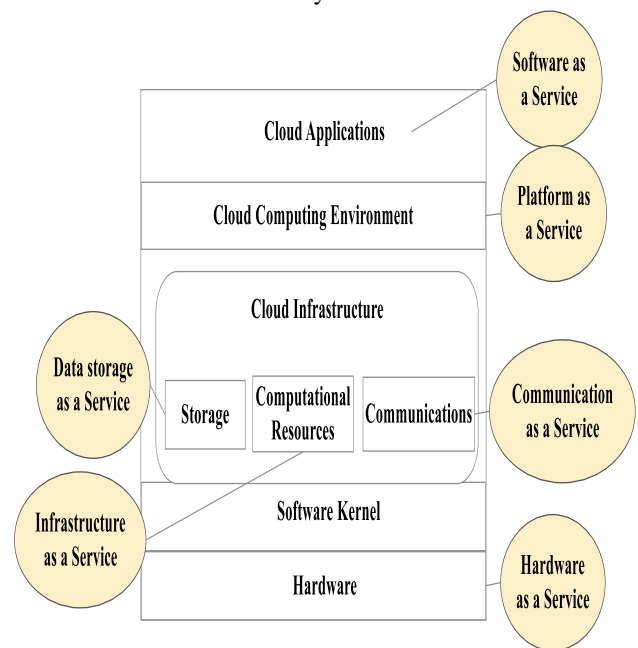 Software as
a Service
Cloud Applications
Platform as
a Service
Cloud Computing Environment
Cloud Infrastructure
Data storage
as a Service
Storage
Computational
Resources
Communications
Communication
as a Service
Infrastructure
as a Service
Software Kernel
Hardware
Hardware
as a Service